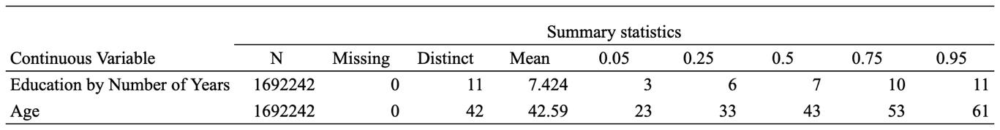 Summary statistics
Continuous Variable N Missing Distinct Mean 0.05 0.25 0.5 0.75 0.95
Education by Number of Years 1692242 0 11 7.424 3 6 7 10 11
Age 1692242 0 42 42.59 23 33 43 53 61